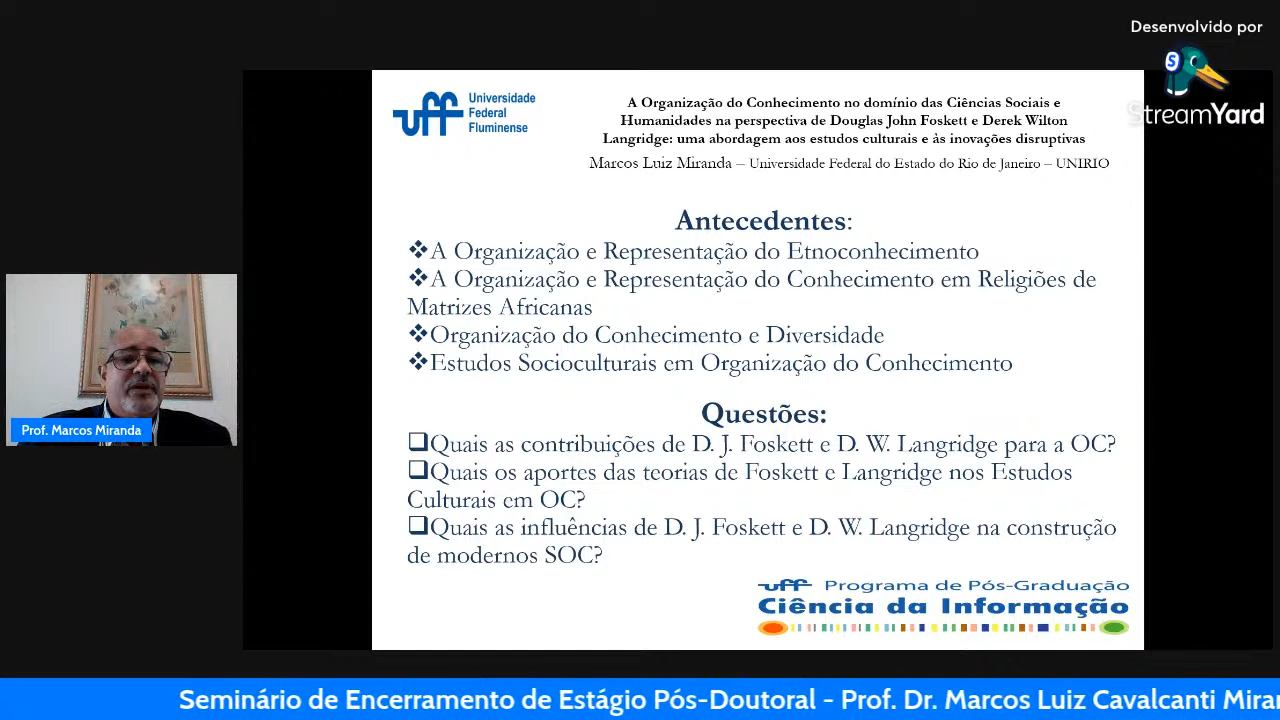 Desenvolvido por
StreamYard
uff Universidade
Federal
Fluminense
A Organização do Conhecimento no domínio das Ciências Sociais e
Humanidades na perspectiva de Douglas John Foskett e Derek Wilton
Langridge: uma abordagem aos estudos culturais e às inovações disruptivas
Marcos Luiz Miranda – Universidade Federal do Estado do Rio de Janeiro – UNIRIO
Antecedentes:
❖A Organização e Representação do Etnoconhecimento
❖A Organização e Representação do Conhecimento em Religiões de
Matrizes Africanas
❖Organização do Conhecimento e Diversidade
❖Estudos Socioculturais em Organização do Conhecimento
Questões:
❑Quais as contribuições de D. J. Foskett e D. W. Langridge para a OC?
❑Quais os aportes das teorias de Foskett e Langridge nos Estudos
Culturais em OC?
❑Quais as influências de D. J. Foskett e D. W. Langridge na construção
de modernos SOC?
uff Programa de Pós-Graduação
Ciência da Informação
Prof. Marcos Miranda
Seminário de Encerramento de Estágio Pós-Doutoral - Prof. Dr. Marcos Luiz Cavalcanti Miran